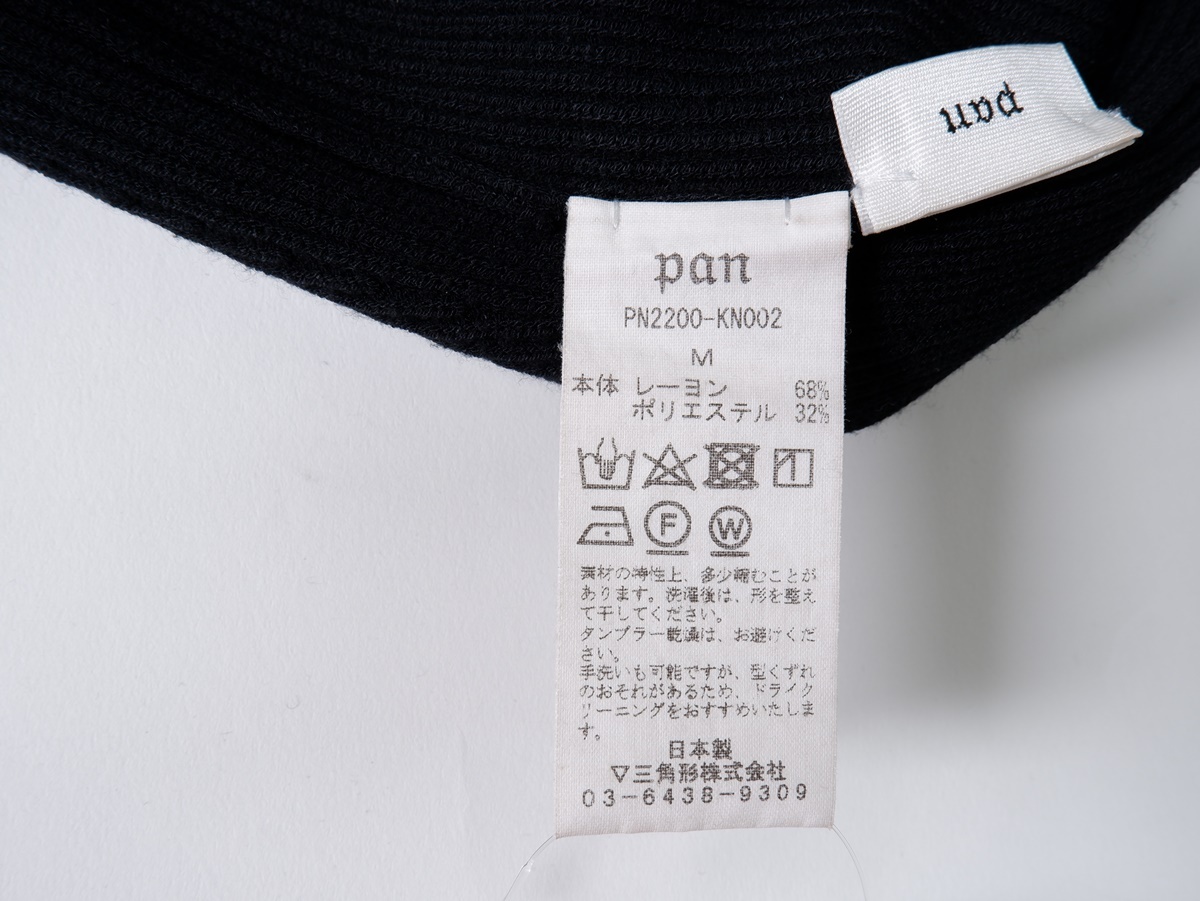 pan
pan
PN2200-KN002
M
本体 レーヨン 68%
ポリエステル 32%
F W
素材の特性上、多少縮むことが
あります。洗濯後は、形を整え
て干してください。
タンブラー乾燥は、お避けくだ
さい。
手洗いも可能ですが、型くずれ
のおそれがあるため、ドライク
リーニングをおすすめいたしま
す。
日本製
▽三角形株式会社
03-6438-9309